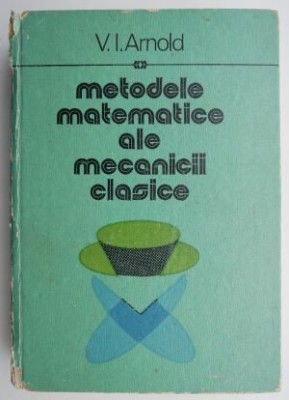 V.I.Arnold
metodele
matematice
ale
mecanicii
clasice